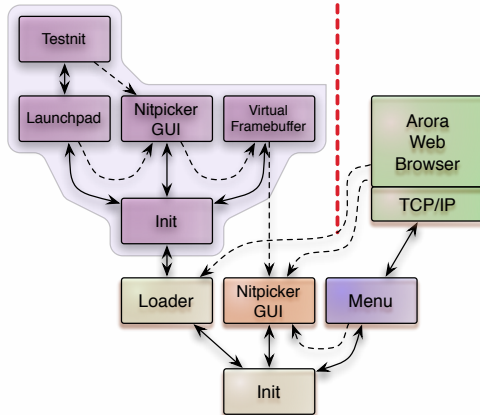 Testnit
Launchpad
Nitpicker
GUI
Virtual
Framebuffer
Arora
Web
Browser
TCP/IP
Init
Loader
Nitpicker
GUI
Menu
Init